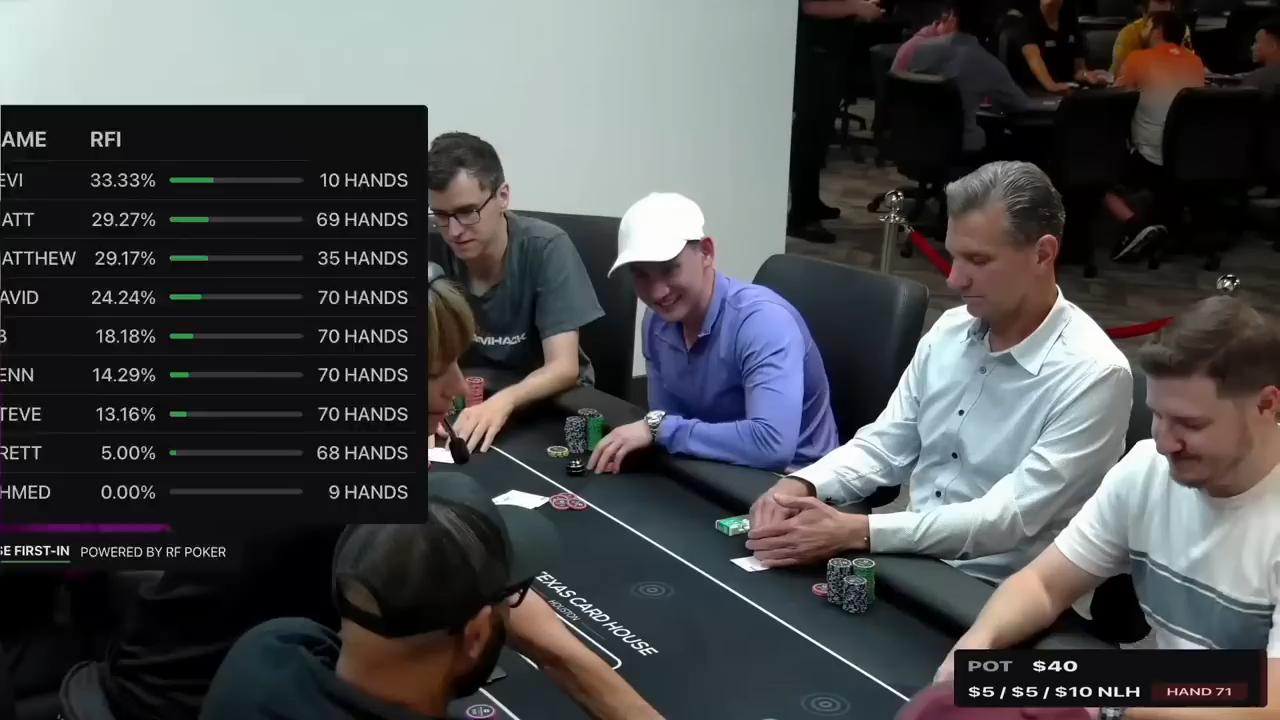 AME RFI
EVI 33.33% 10 HANDS
ATT 29.27% 69 HANDS
ATTHEW 29.17% 35 HANDS
AVID 24.24% 70 HANDS
B 18.18% 70 HANDS
ENN 14.29% 70 HANDS
TEVE 13.16% 70 HANDS
RETT 5.00% 68 HANDS
HMED 0.00% 9 HANDS
SE FIRST-IN POWERED BY RF POKER
TEXAS CARD HOUSE
HOUSTON
POT $40
$5 / $5 / $10 NLH HAND 71